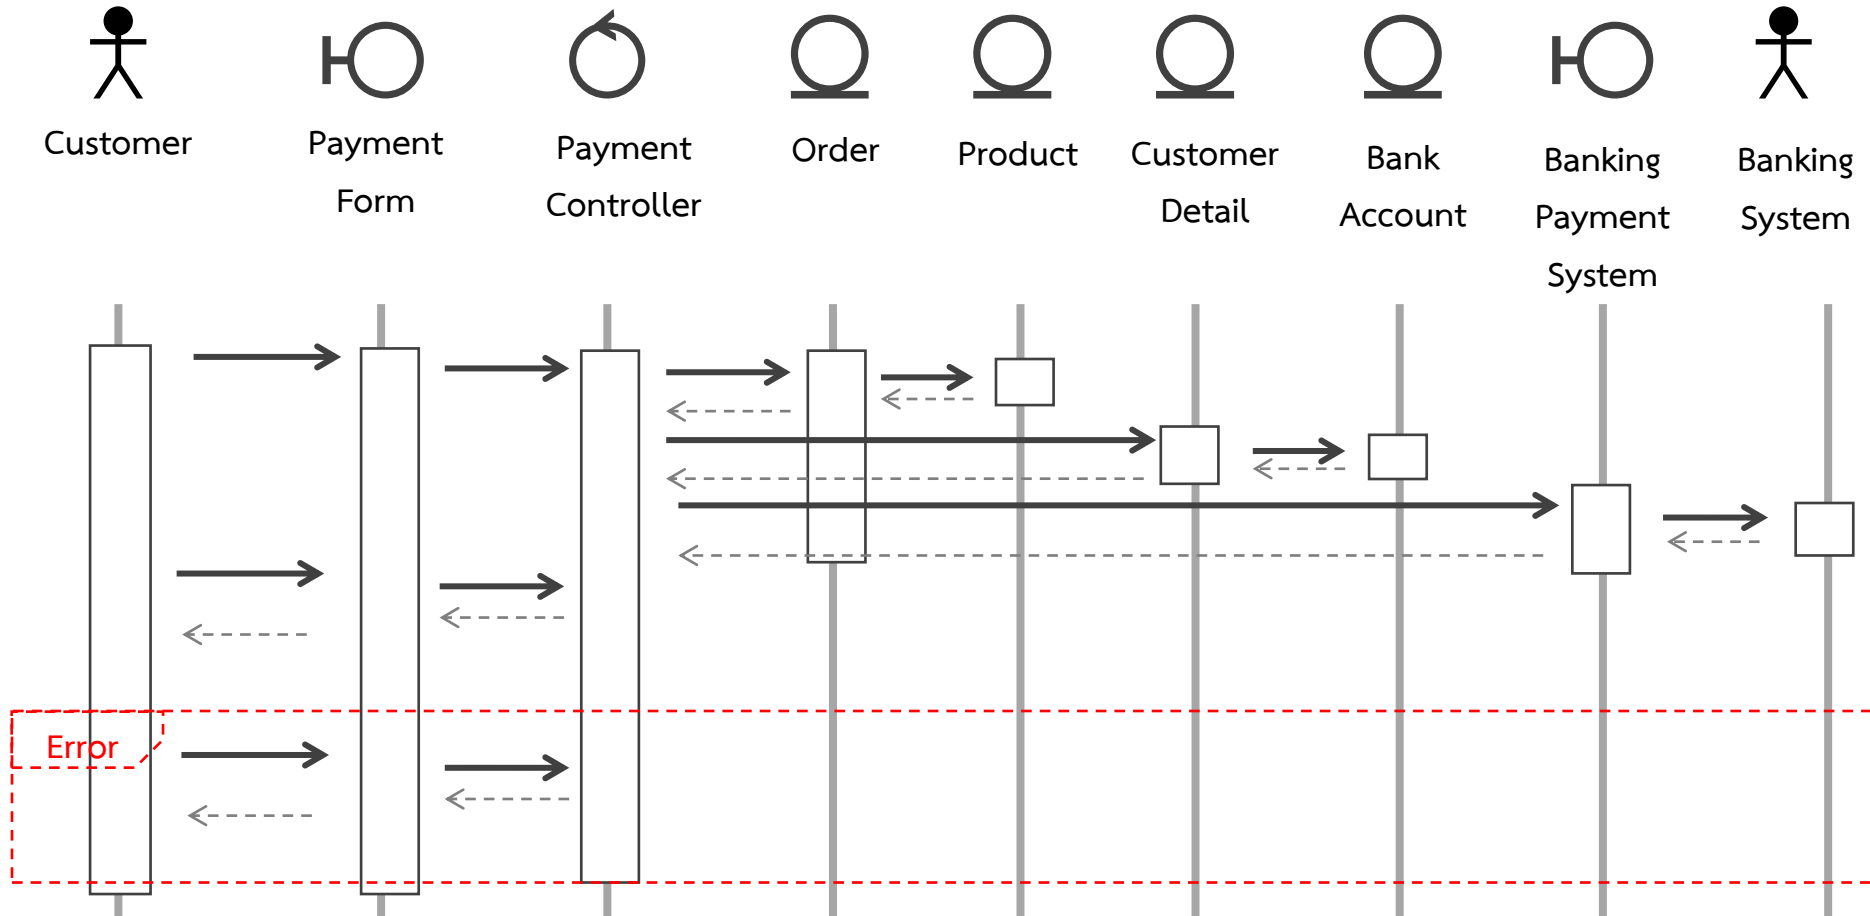 Customer
Payment
Form
Payment
Controller
Order
Product
Customer
Detail
Bank
Account
Banking
Payment
System
Banking
System
Error